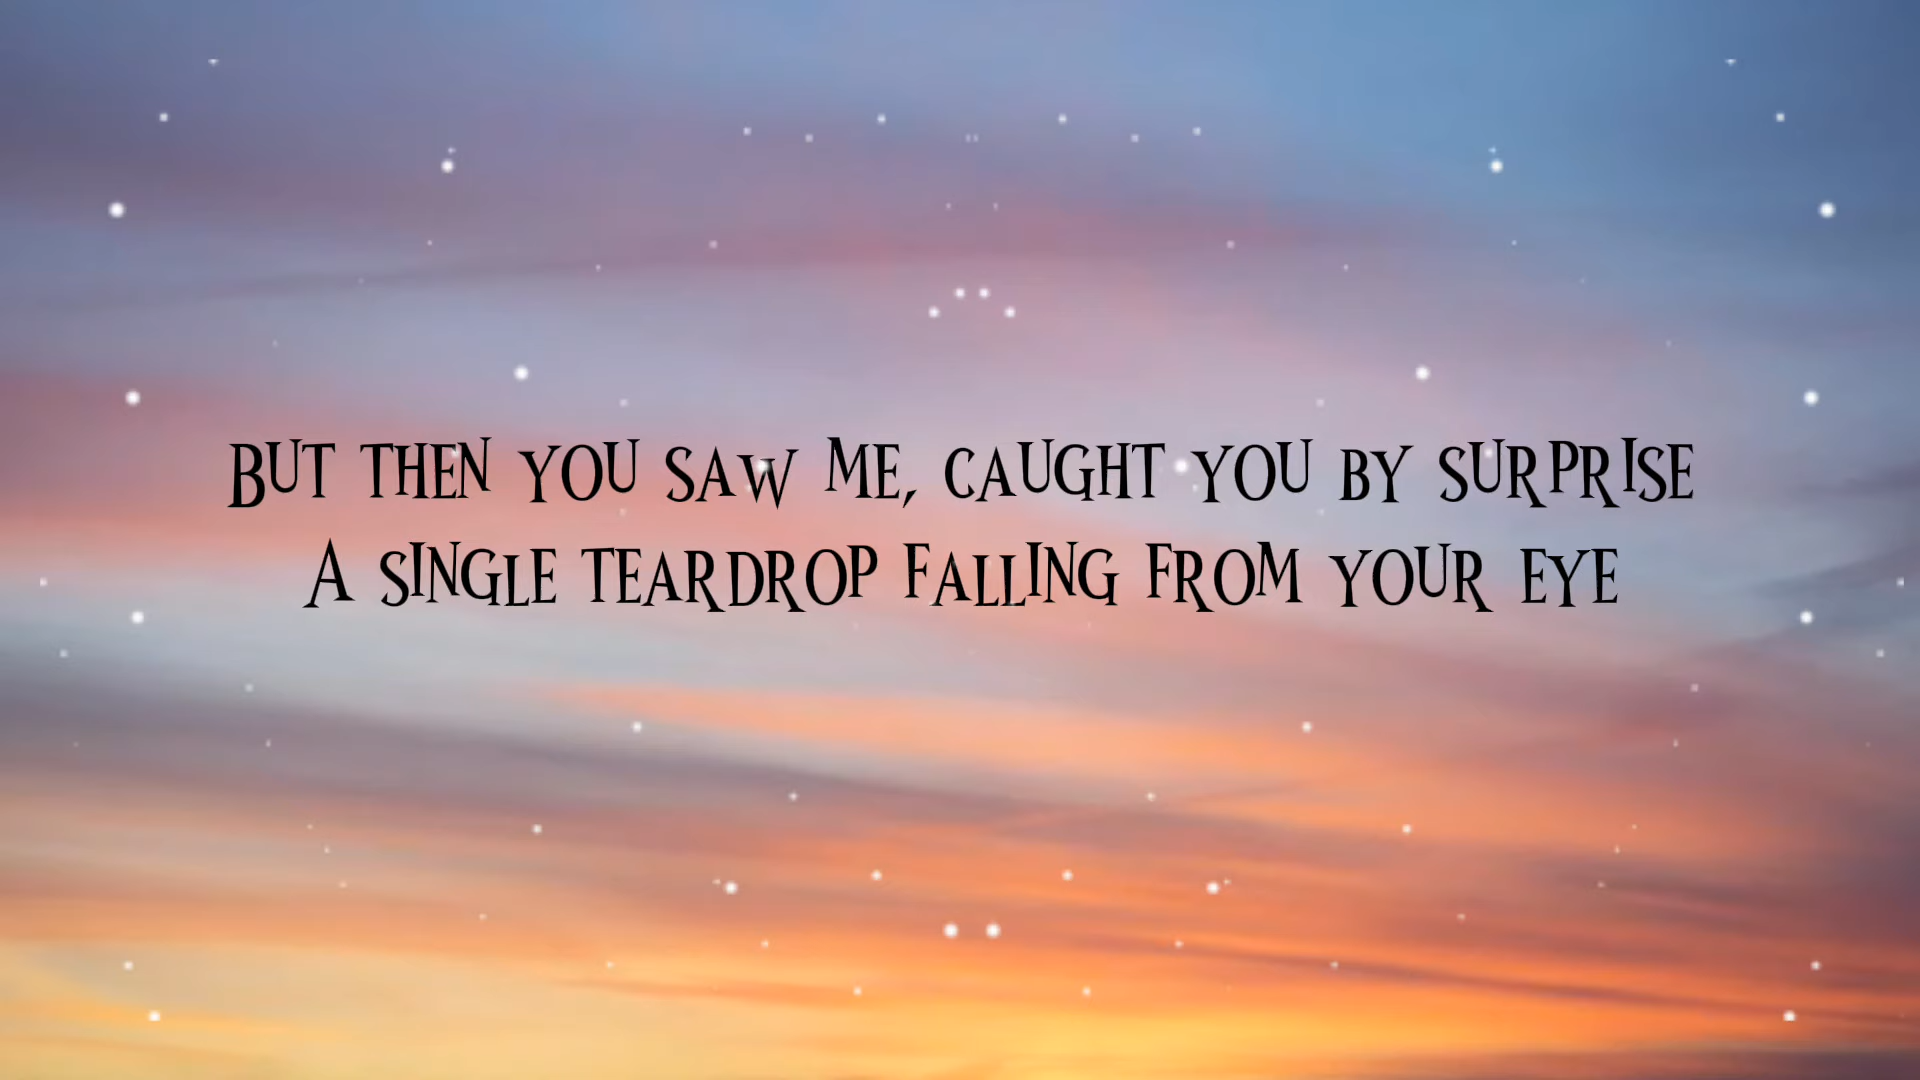 BUT THEN YOU SAW ME, CAUGHT YOU BY SURPRISE
A SINGLE TEARDROP FALLING FROM YOUR EYE